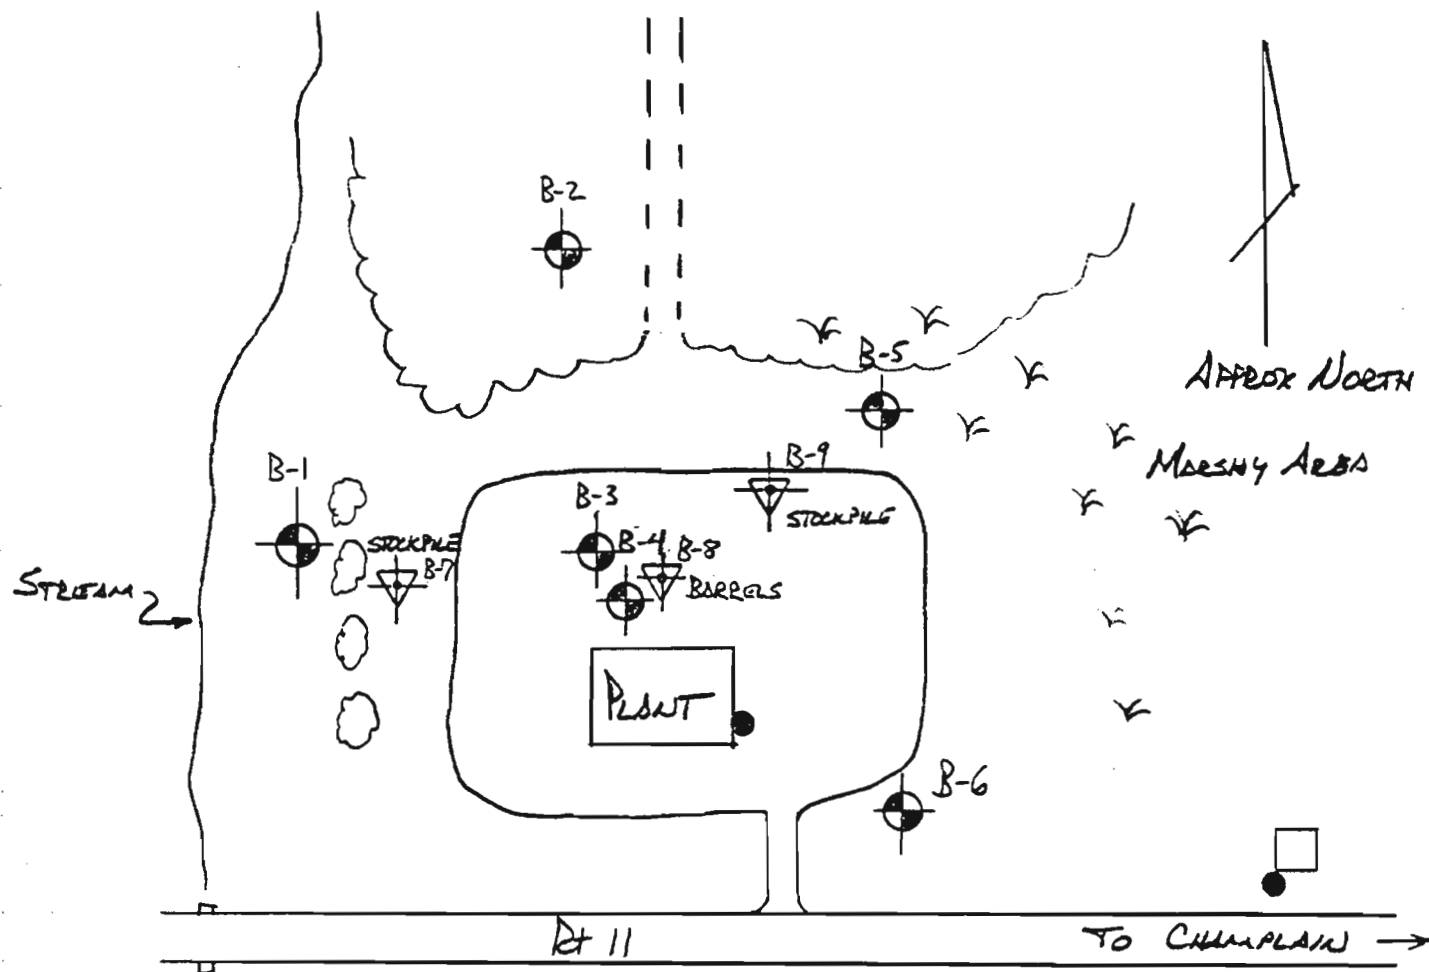 B-2
B-5
APPROX NORTH
MARSHY AREA
B-1
B-9
STOCKPILE
B-3
STOCKPILE
B-7
B-4
B-8
BARRELS
STREAM
PLANT
B-6
Rt 11
TO CHAMPLAIN